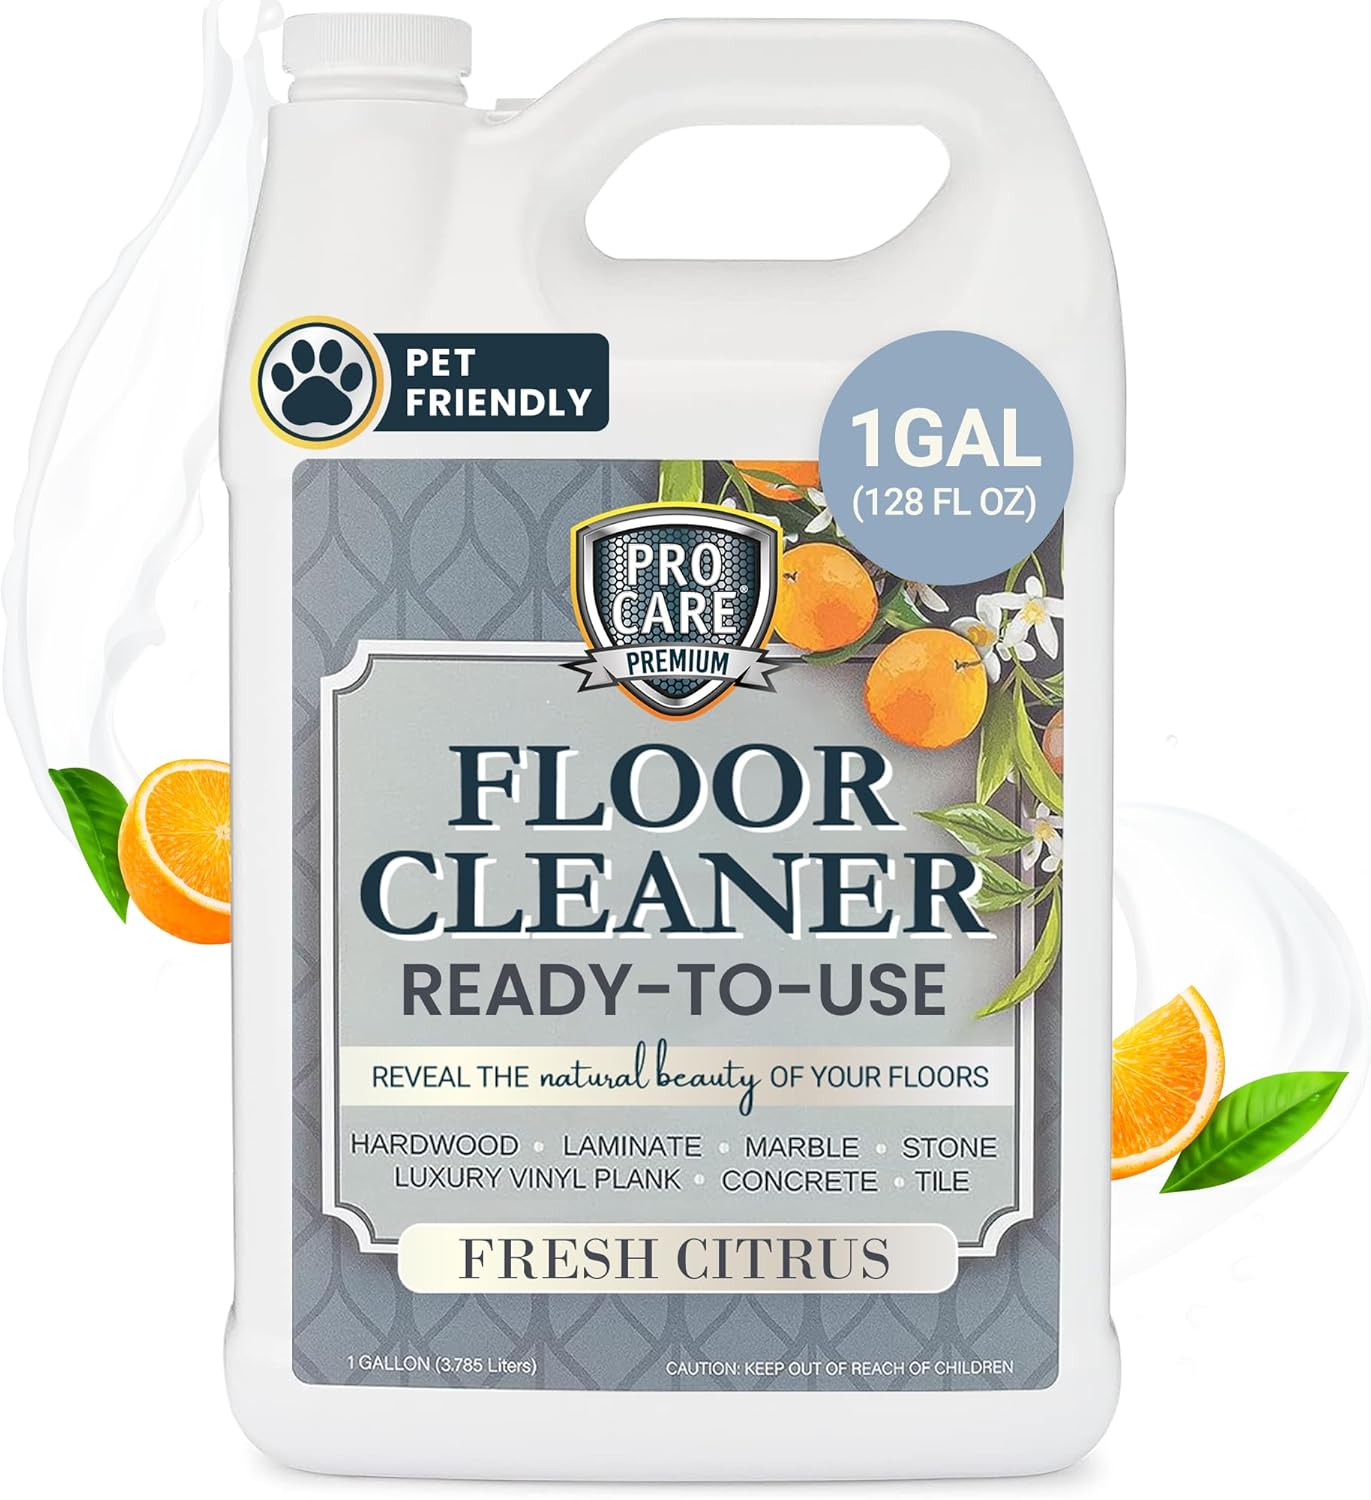 PET
FRIENDLY
1GAL
(128 FL OZ)
PRO
CARE®
PREMIUM
FLOOR
CLEANER
READY-TO-USE
REVEAL THE natural beauty OF YOUR FLOORS
HARDWOOD • LAMINATE • MARBLE • STONE
LUXURY VINYL PLANK • CONCRETE • TILE
FRESH CITRUS
1 GALLON (3.785 Liters)
CAUTION: KEEP OUT OF REACH OF CHILDREN